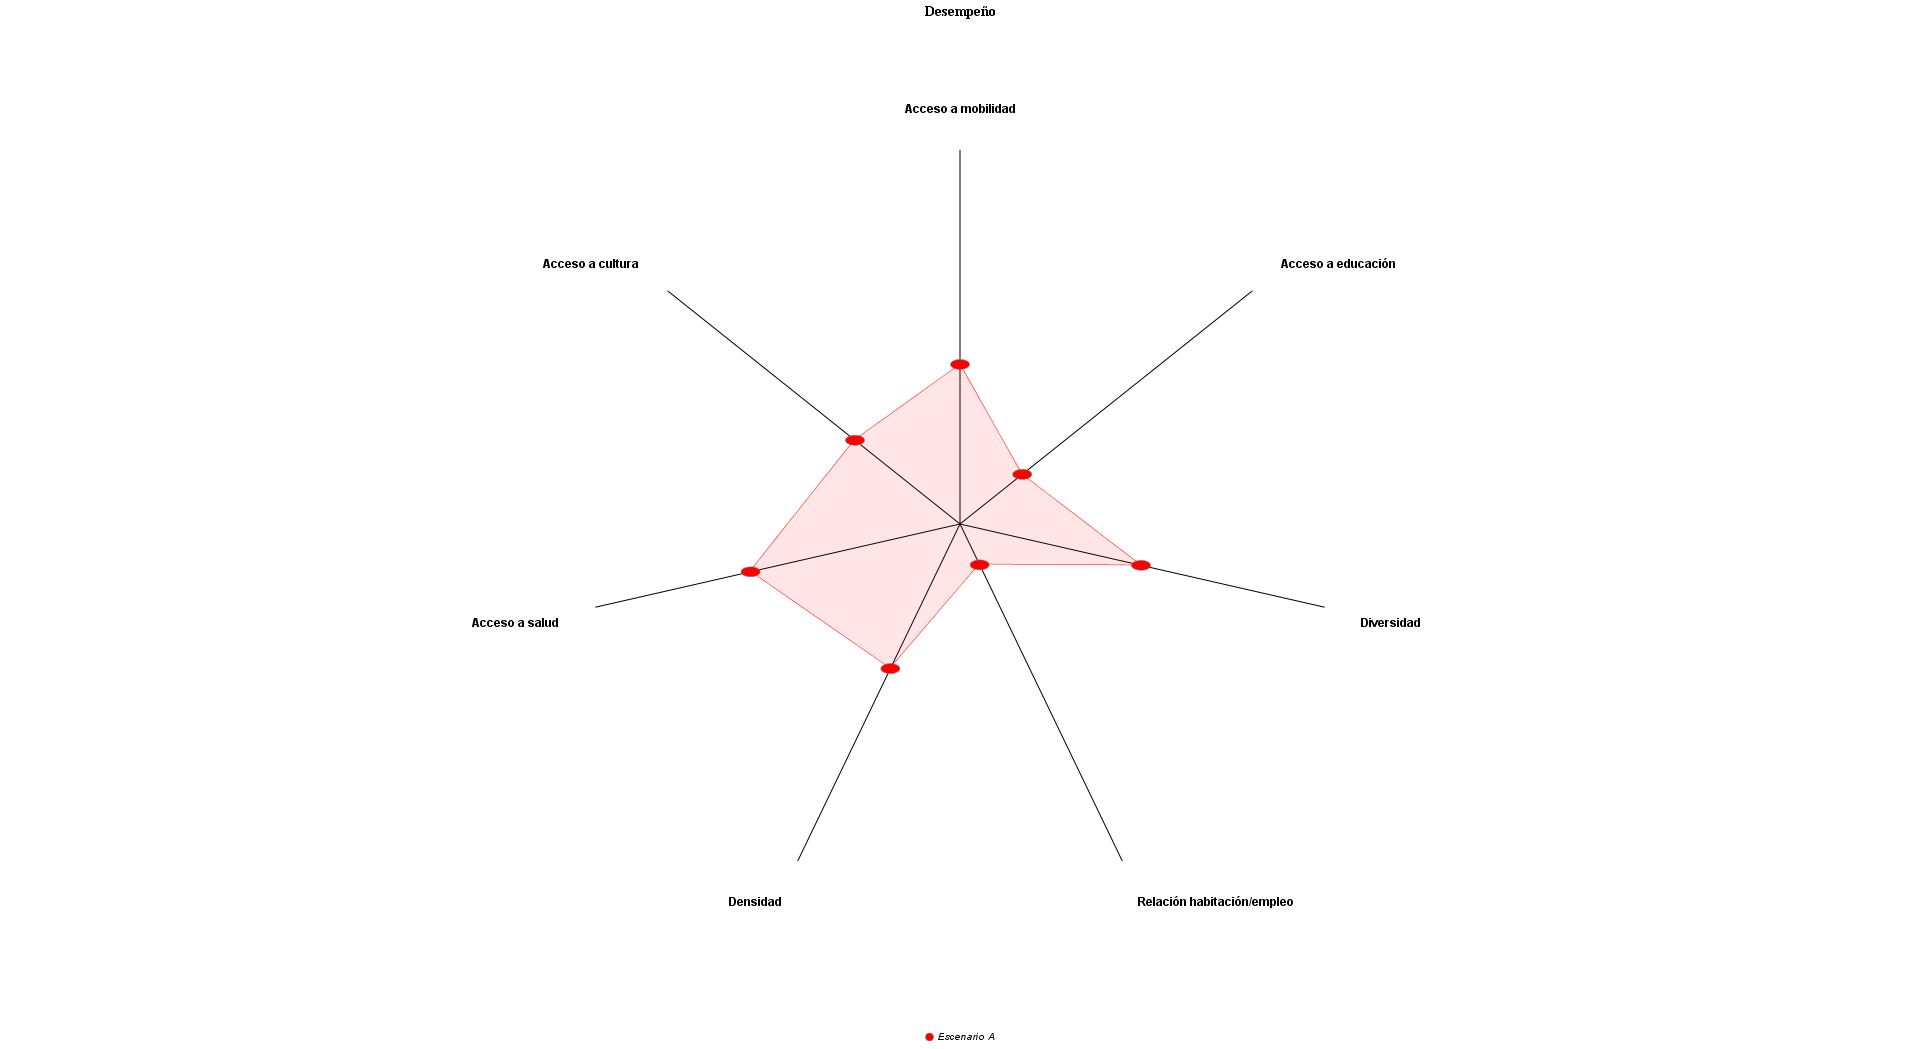 Desempeño
Acceso a mobilidad
Acceso a cultura
Acceso a educación
Acceso a salud
Diversidad
Densidad
Relación habitación/empleo
Escenario A